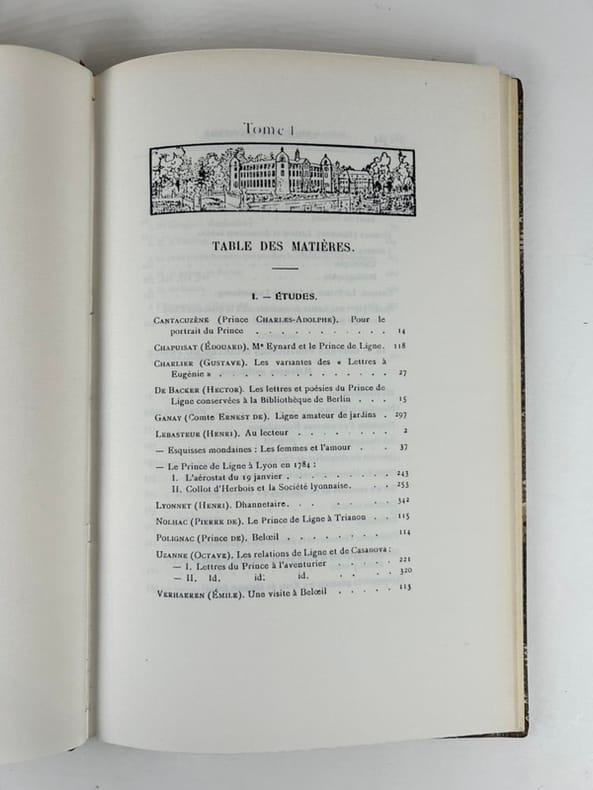 Tome I
TABLE DES MATIÈRES.
I. — ÉTUDES.
CANTACUZÈNE (Prince CHARLES-ADOLPHE). Pour le
portrait du Prince . . . . . . . . . . . 14
CHAPUISAT (ÉDOUARD). Mᵉ Eynard et le Prince de Ligne. 118
CHARLIER (GUSTAVE). Les variantes des « Lettres à
Eugénie » . . . . . . . . . . . . . 27
DE BACKER (HECTOR). Les lettres et poésies du Prince de
Ligne conservées à la Bibliothèque de Berlin . . . 15
GANAY (Comte ERNEST DE). Ligne amateur de jardins . 297
LEBASTEUR (HENRI). Au lecteur . . . . . . . 2
— Esquisses mondaines : Les femmes et l'amour . . 37
— Le Prince de Ligne à Lyon en 1784 :
I. L'aérostat du 19 janvier . . . . . . . . . 243
II. Collot d'Herbois et la Société lyonnaise. . . 253
LYONNET (HENRI). Dhannetaire. . . . . . . . 342
NOLHAC (PIERRE DE). Le Prince de Ligne à Trianon . . 115
POLIGNAC (Prince DE). Belœil . . . . . . . . 114
UZANNE (OCTAVE). Les relations de Ligne et de Casanova :
— I. Lettres du Prince à l'aventurier . . . . . 221
— II. Id. id: id. . . . . . 320
VERHAEREN (ÉMILE). Une visite à Belœil . . . . . 113